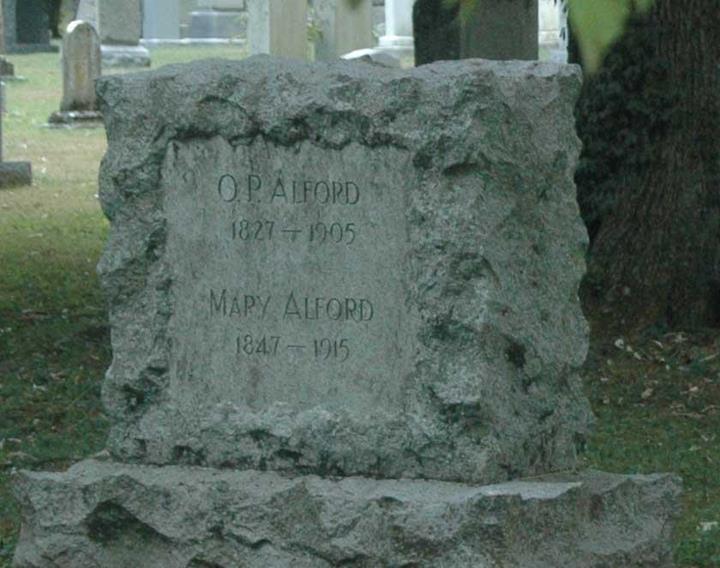 O.P. ALFORD
1827 – 1905
MARY ALFORD
1847 – 1915